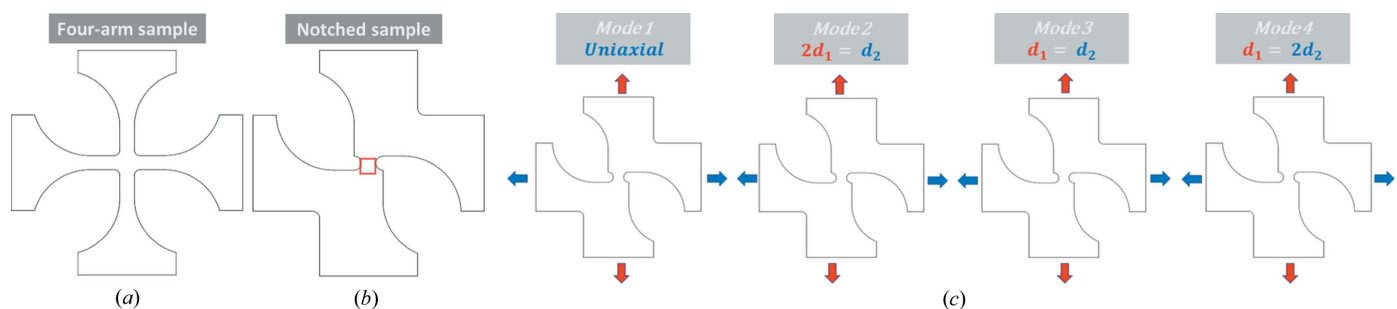 Four-arm sample
Notched sample
Mode1
Uniaxial
Mode2
2d₁ = d₂
Mode3
d₁ = d₂
Mode4
d₁ = 2d₂
(a)
(b)
(c)